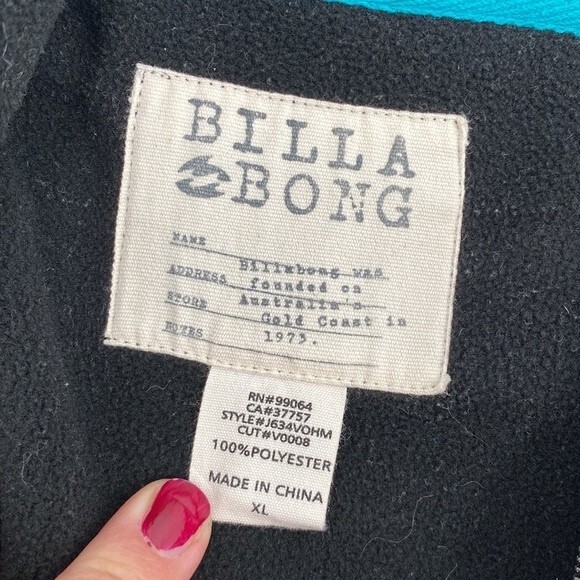 BILLA
BONG
NAME Billabong was
ADDRESS founded on
STORE Australia's
Gold Coast in
NOTES 1973.
RN#99064
CA#37757
STYLE#J634VOHM
CUT#V0008
100%POLYESTER
MADE IN CHINA
XL